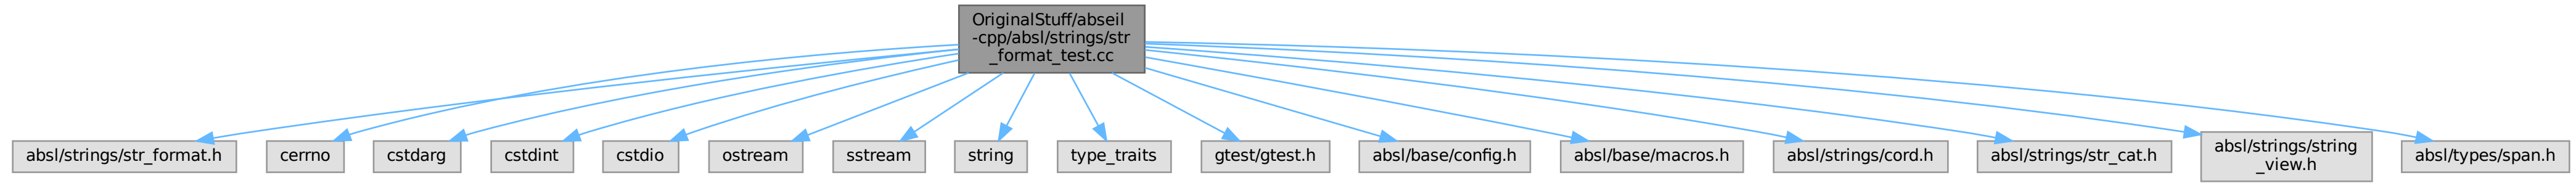 OriginalStuff/abseil
-cpp/absl/strings/str
_format_test.cc
absl/strings/str_format.h
cerrno
cstdarg
cstdint
cstdio
ostream
sstream
string
type_traits
gtest/gtest.h
absl/base/config.h
absl/base/macros.h
absl/strings/cord.h
absl/strings/str_cat.h
absl/strings/string
_view.h
absl/types/span.h